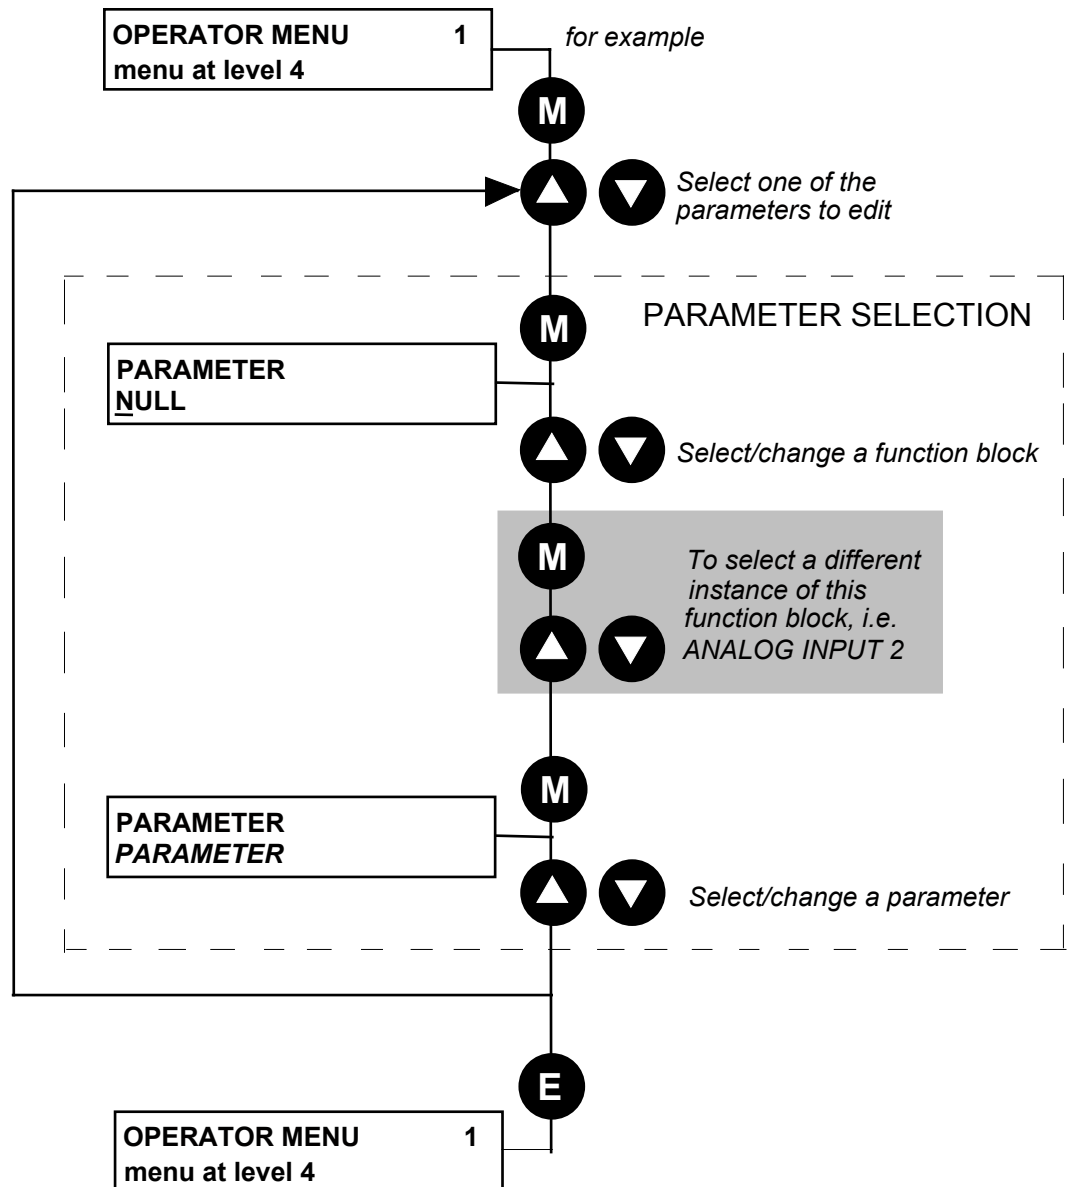 OPERATOR MENU 1
menu at level 4
for example
M
Select one of the
parameters to edit
PARAMETER SELECTION
M
PARAMETER
NULL
Select/change a function block
M
To select a different
instance of this
function block, i.e.
ANALOG INPUT 2
M
PARAMETER
PARAMETER
Select/change a parameter
E
OPERATOR MENU 1
menu at level 4